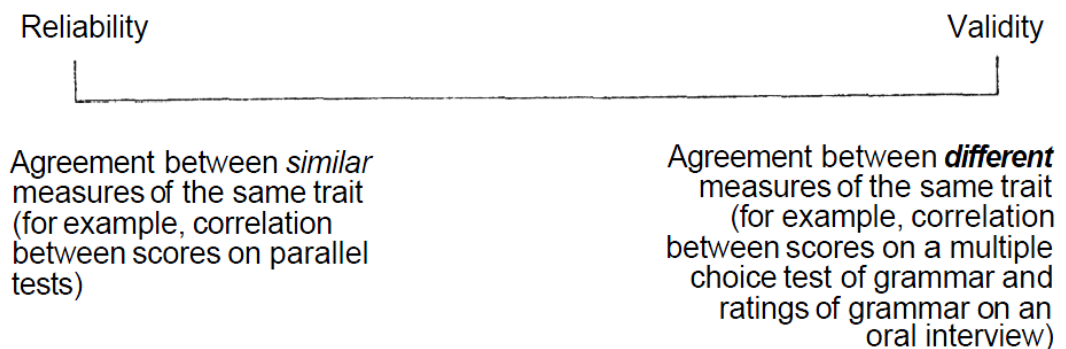 Reliability
Validity
Agreement between similar
measures of the same trait
(for example, correlation
between scores on parallel
tests)
Agreement between different
measures of the same trait
(for example, correlation
between scores on a multiple
choice test of grammar and
ratings of grammar on an
oral interview)